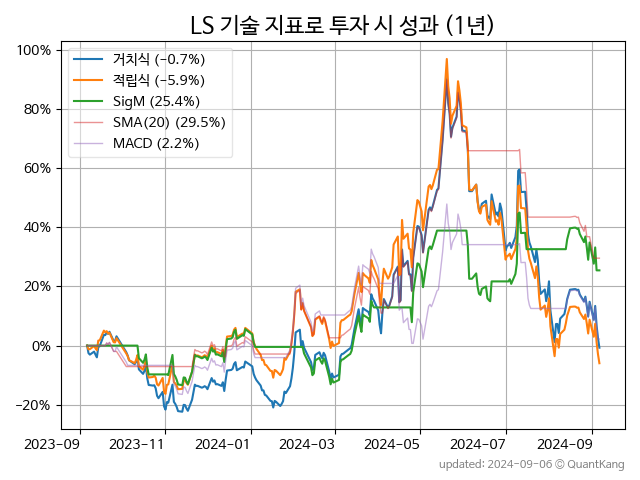 LS 기술 지표로 투자 시 성과 (1년)
100%
80%
60%
40%
20%
0%
−20%
거치식 (−0.7%)
적립식 (−5.9%)
SigM (25.4%)
SMA(20) (29.5%)
MACD (2.2%)
2023-09 2023-11 2024-01 2024-03 2024-05 2024-07 2024-09
updated: 2024-09-06 © QuantKang